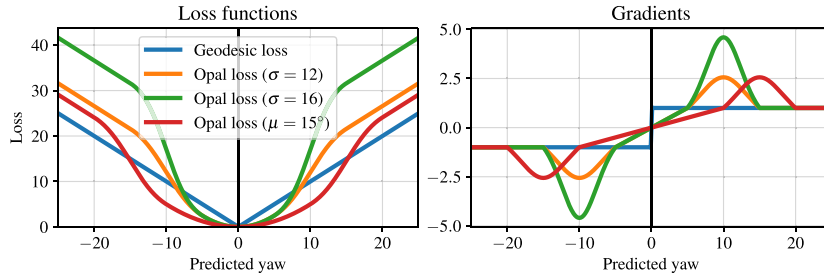 Loss functions
Loss
40
30
20
10
0
Geodesic loss
Opal loss (σ = 12)
Opal loss (σ = 16)
Opal loss (μ = 15°)
−20 −10 0 10 20
Predicted yaw
Gradients
5.0
2.5
0.0
−2.5
−5.0
−20 −10 0 10 20
Predicted yaw